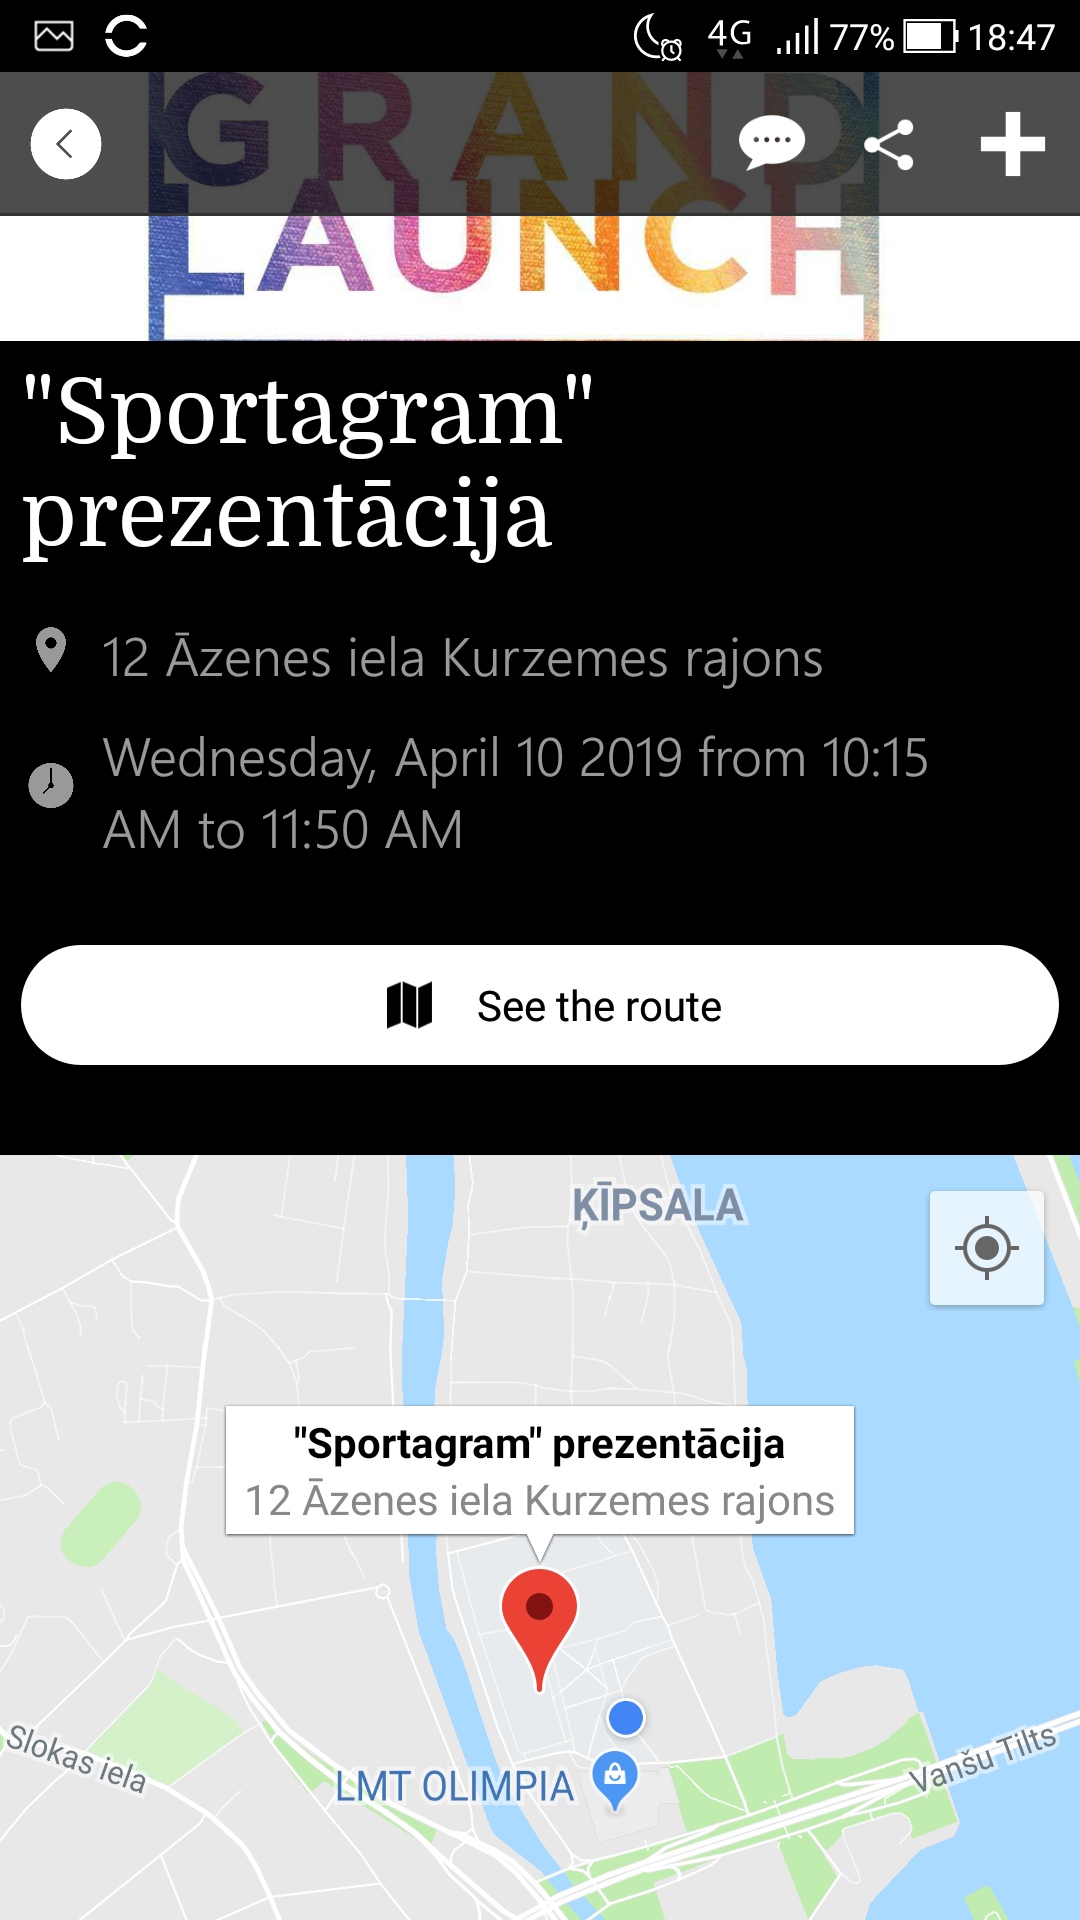 4G 77% 18:47
GRAND
LAUNCH
"Sportagram"
prezentācija
12 Āzenes iela Kurzemes rajons
Wednesday, April 10 2019 from 10:15
AM to 11:50 AM
See the route
ĶĪPSALA
"Sportagram" prezentācija
12 Āzenes iela Kurzemes rajons
Slokas iela
LMT OLIMPIA
Vanšu Tilts